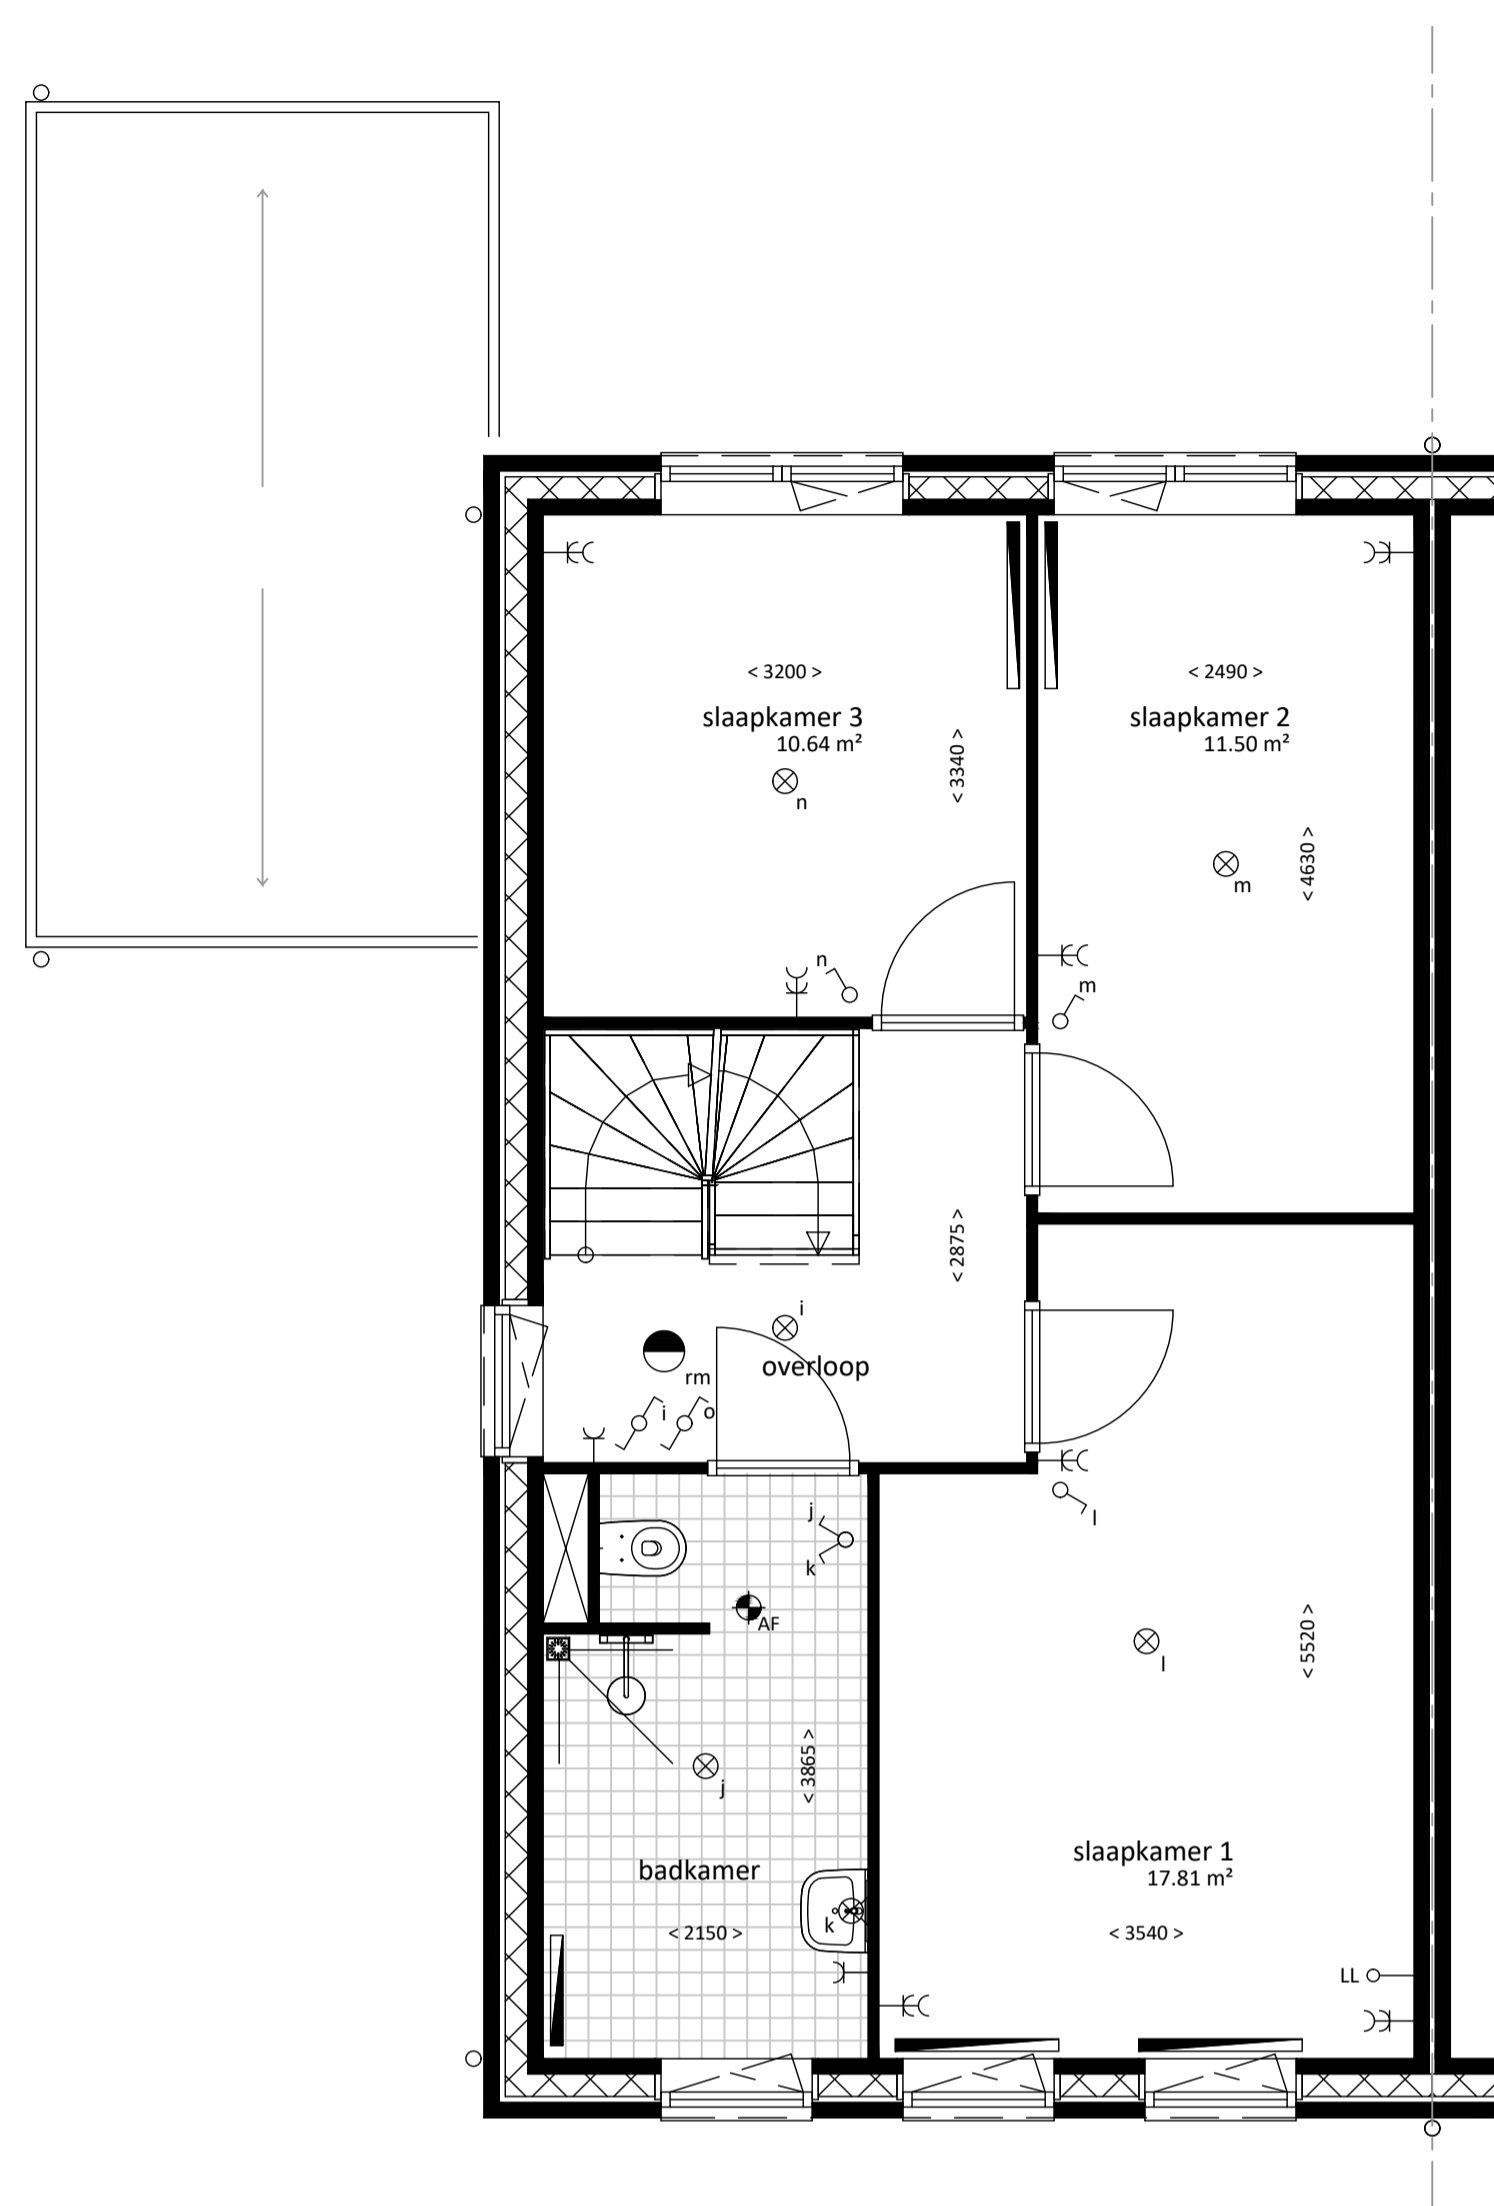 < 3200 >
< 2490 >
slaapkamer 3
10.64 m²
slaapkamer 2
11.50 m²
< 3340 >
n
< 4630 >
m
n
m
< 2875 >
i
overloop
rm
i
o
j
k
l
AF
< 5520 >
l
j
< 3865 >
slaapkamer 1
17.81 m²
badkamer
k
< 2150 >
< 3540 >
LL